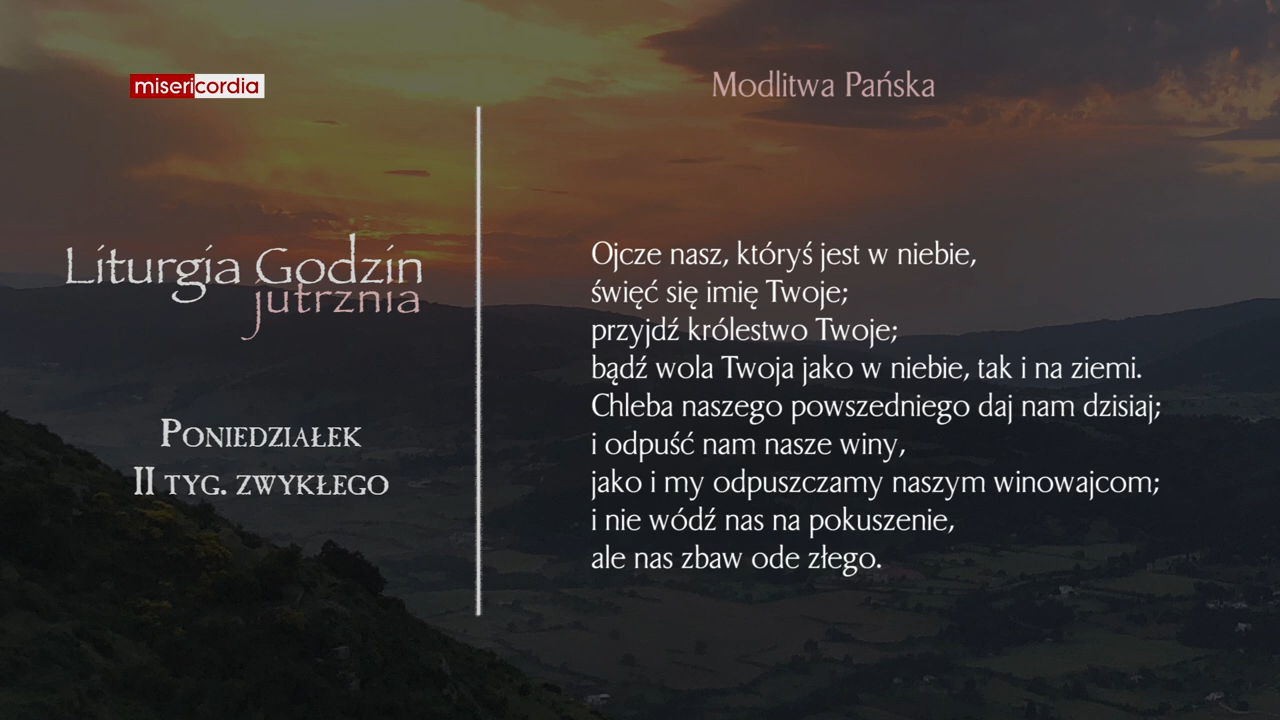 misericordia
Liturgia Godzin
jutrznia
Poniedziałek
II tyg. zwykłego
Modlitwa Pańska
Ojcze nasz, któryś jest w niebie,
święć się imię Twoje;
przyjdź królestwo Twoje;
bądź wola Twoja jako w niebie, tak i na ziemi.
Chleba naszego powszedniego daj nam dzisiaj;
i odpuść nam nasze winy,
jako i my odpuszczamy naszym winowajcom;
i nie wódź nas na pokuszenie,
ale nas zbaw ode złego.